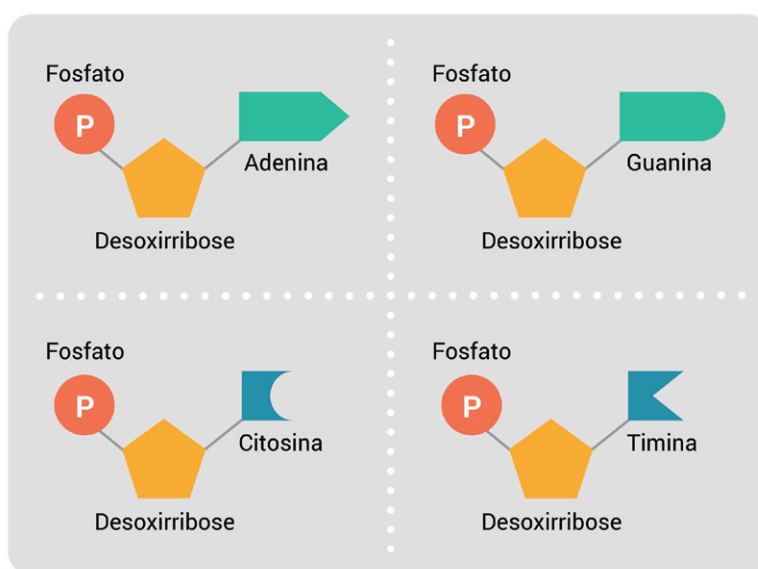 Fosfato
P
Adenina
Desoxirribose
Fosfato
P
Guanina
Desoxirribose
Fosfato
P
Citosina
Desoxirribose
Fosfato
P
Timina
Desoxirribose